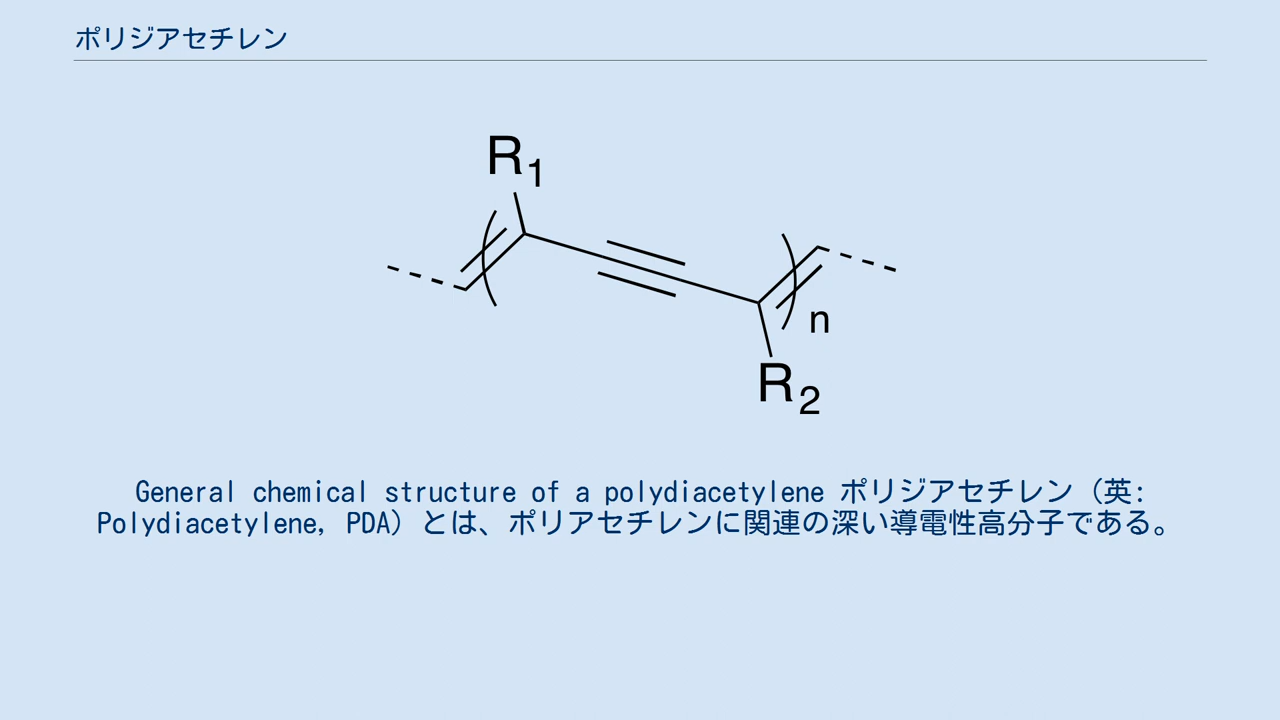 ポリジアセチレン
R1
n
R2
General chemical structure of a polydiacetylene ポリジアセチレン（英:
Polydiacetylene, PDA）とは、ポリアセチレンに関連の深い導電性高分子である。